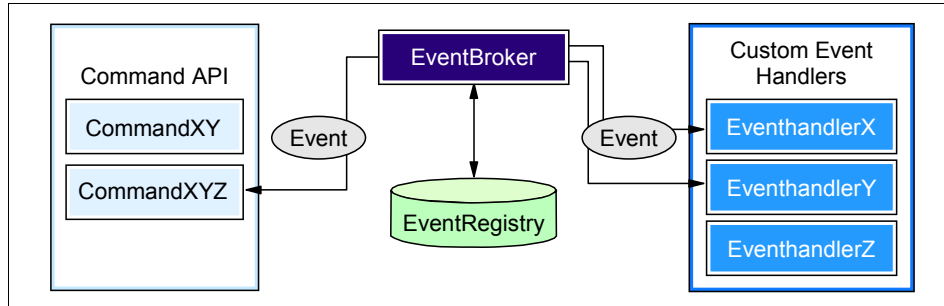 Command API
CommandXY
CommandXYZ
Event
EventBroker
EventRegistry
Event
Custom Event
Handlers
EventhandlerX
EventhandlerY
EventhandlerZ